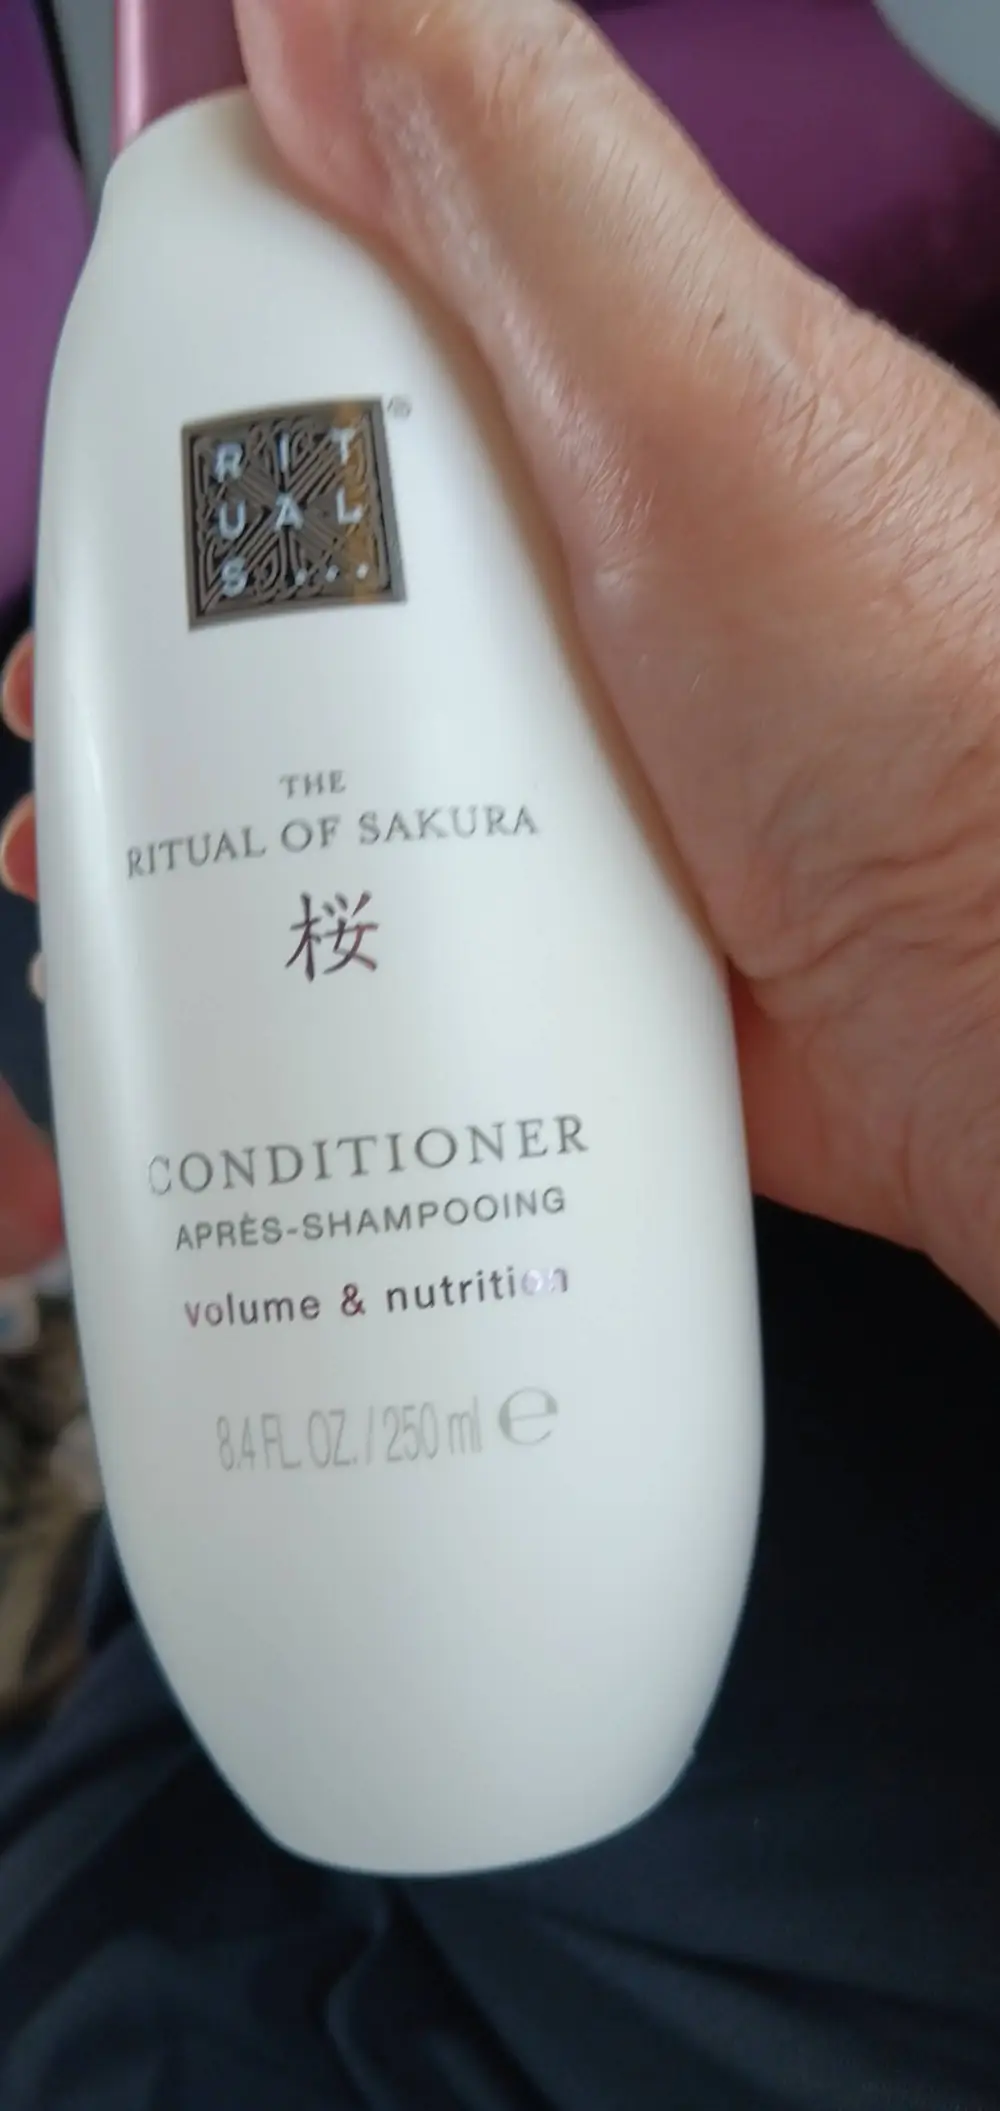 RIT
UAL
S...
®
THE
RITUAL OF SAKURA
桜
CONDITIONER
APRÈS-SHAMPOOING
volume & nutrition
8.4 FL. OZ. / 250 ml ℮